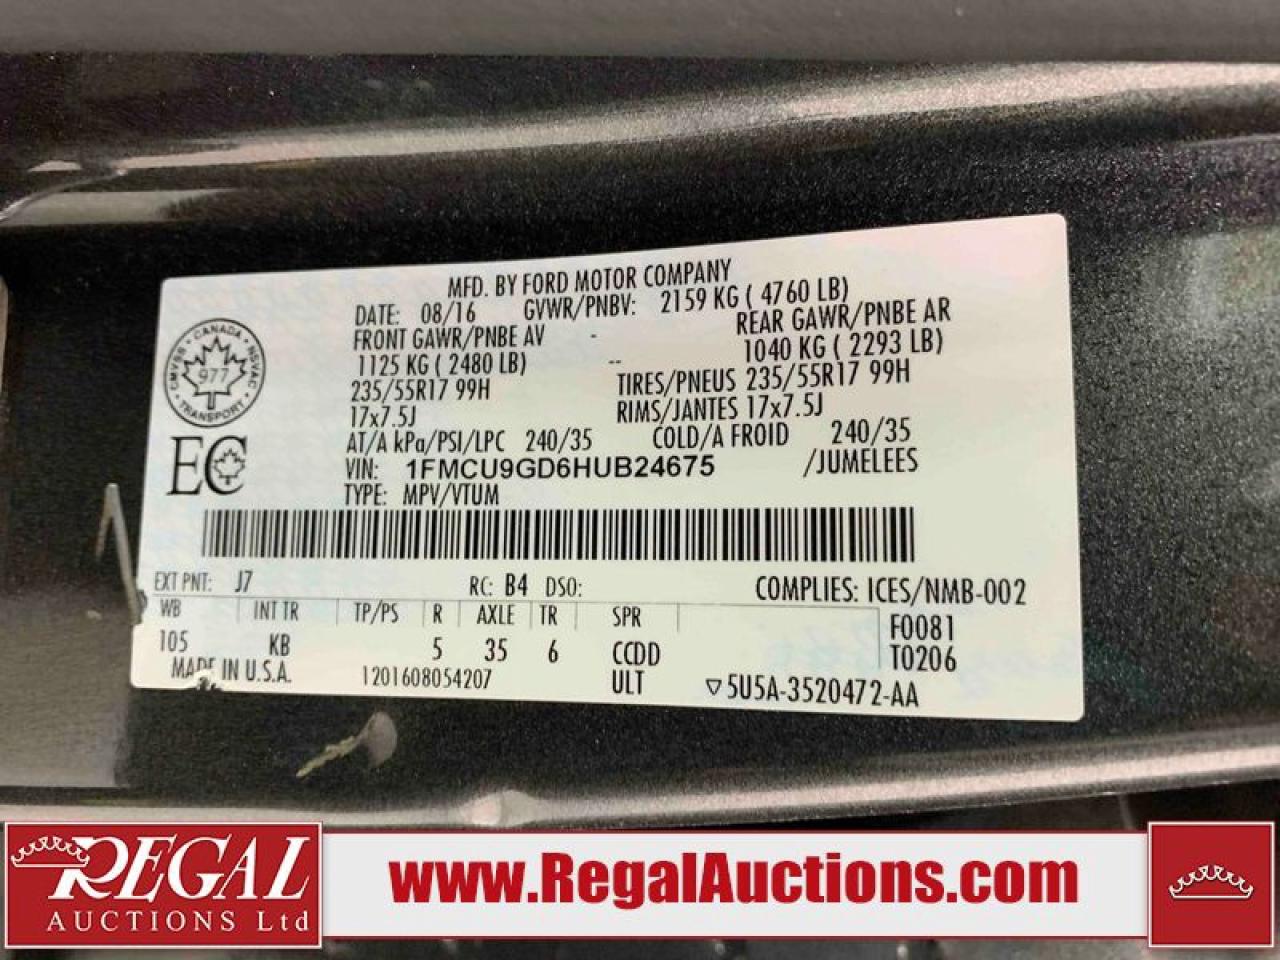 MFD. BY FORD MOTOR COMPANY
DATE: 08/16 GVWR/PNBV: 2159 KG ( 4760 LB)
FRONT GAWR/PNBE AV - REAR GAWR/PNBE AR
1125 KG ( 2480 LB) -- 1040 KG ( 2293 LB)
235/55R17 99H TIRES/PNEUS 235/55R17 99H
17x7.5J RIMS/JANTES 17x7.5J
AT/A kPa/PSI/LPC 240/35 COLD/A FROID 240/35
VIN: 1FMCU9GD6HUB24675 /JUMELEES
TYPE: MPV/VTUM
CANADA
CMVSS NSVAC
977
TRANSPORT
EC
EXT PNT: J7 RC: B4 DSO: COMPLIES: ICES/NMB-002
WB INT TR TP/PS R AXLE TR SPR F0081
105 KB 5 35 6 CCDD T0206
MADE IN U.S.A. 1201608054207 ULT 5U5A-3520472-AA
REGAL
AUCTIONS Ltd
www.RegalAuctions.com